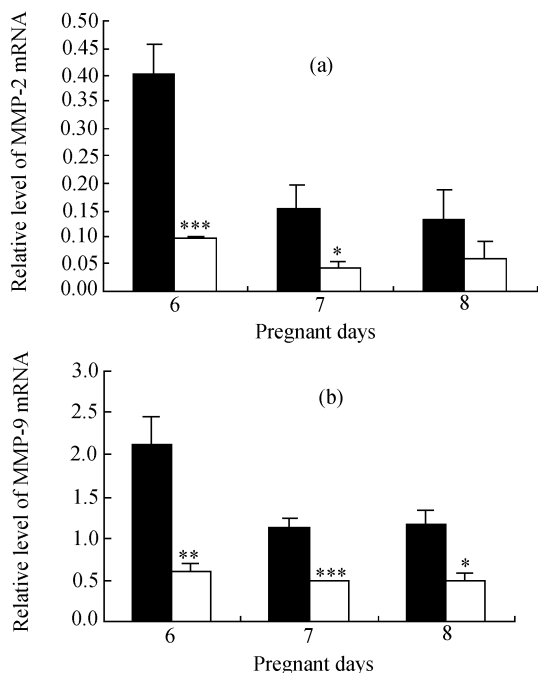 Relative level of MMP-2 mRNA
0.50
0.45
0.40
0.35
0.30
0.25
0.20
0.15
0.10
0.05
0.00
(a)
***
*
6 7 8
Pregnant days
Relative level of MMP-9 mRNA
3.0
2.5
2.0
1.5
1.0
0.5
0.0
(b)
**
***
*
6 7 8
Pregnant days